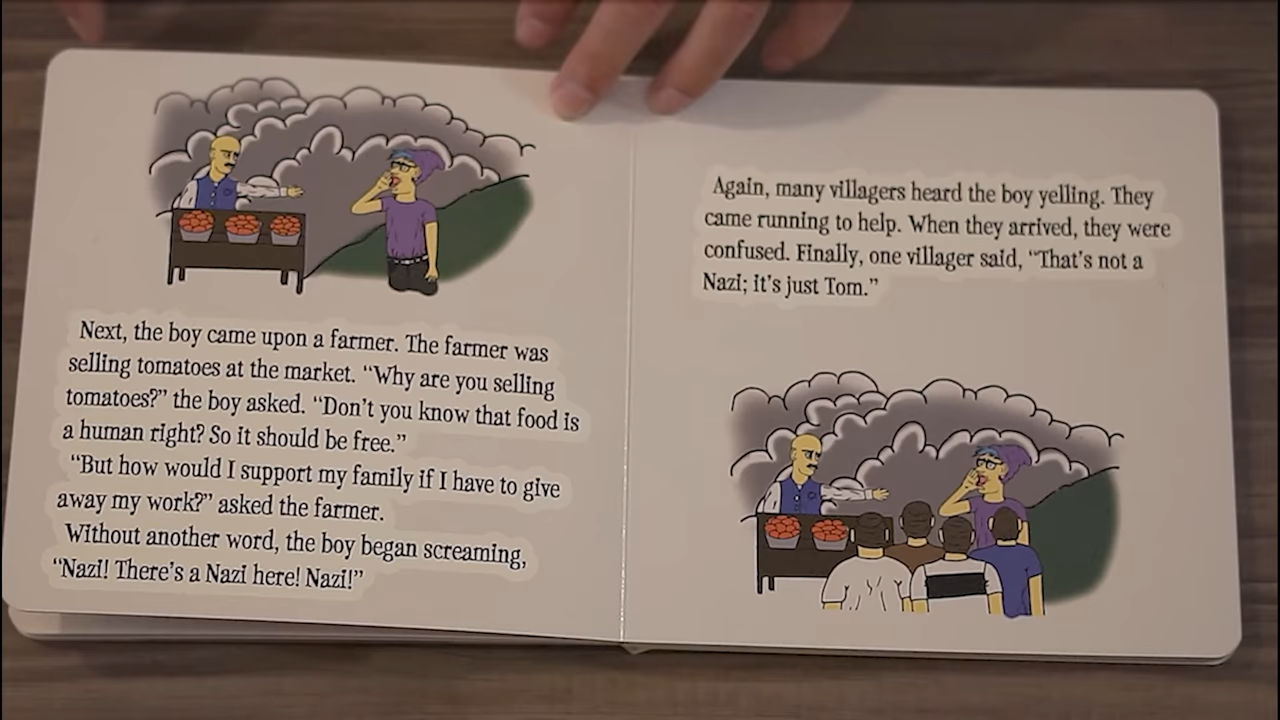 Next, the boy came upon a farmer. The farmer was
selling tomatoes at the market. “Why are you selling
tomatoes?” the boy asked. “Don’t you know that food is
a human right? So it should be free.”
“But how would I support my family if I have to give
away my work?” asked the farmer.
Without another word, the boy began screaming,
“Nazi! There’s a Nazi here! Nazi!”
Again, many villagers heard the boy yelling. They
came running to help. When they arrived, they were
confused. Finally, one villager said, “That’s not a
Nazi; it’s just Tom.”